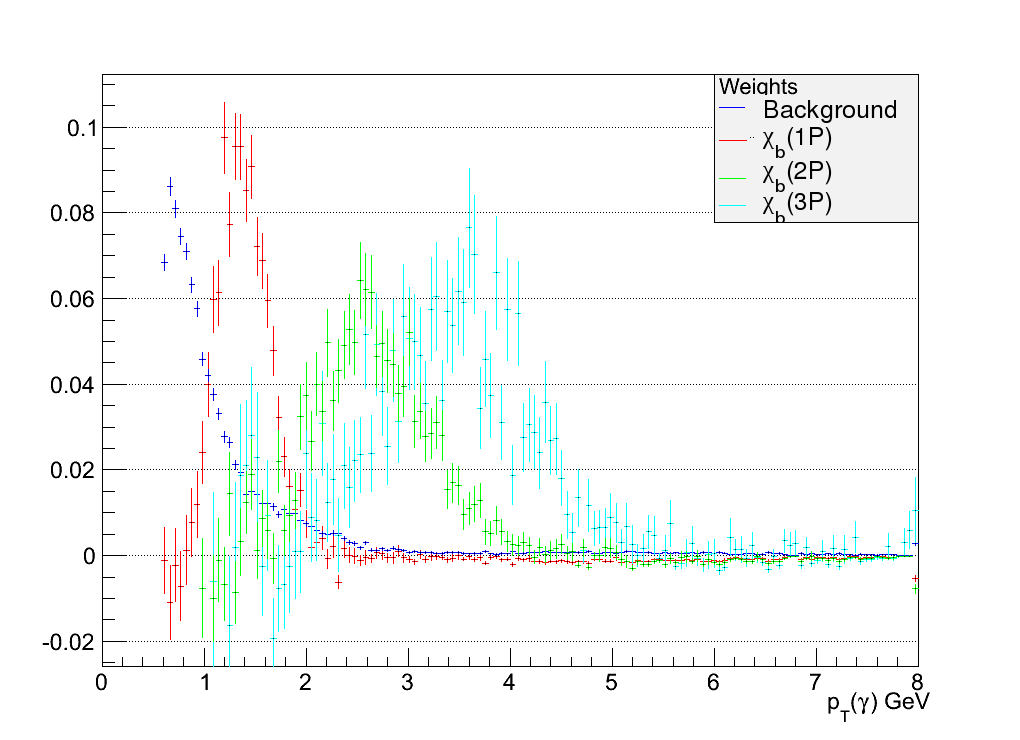 Weights
Background
χb(1P)
χb(2P)
χb(3P)
0.1
0.08
0.06
0.04
0.02
0
-0.02
0 1 2 3 4 5 6 7 8
pT(γ) GeV